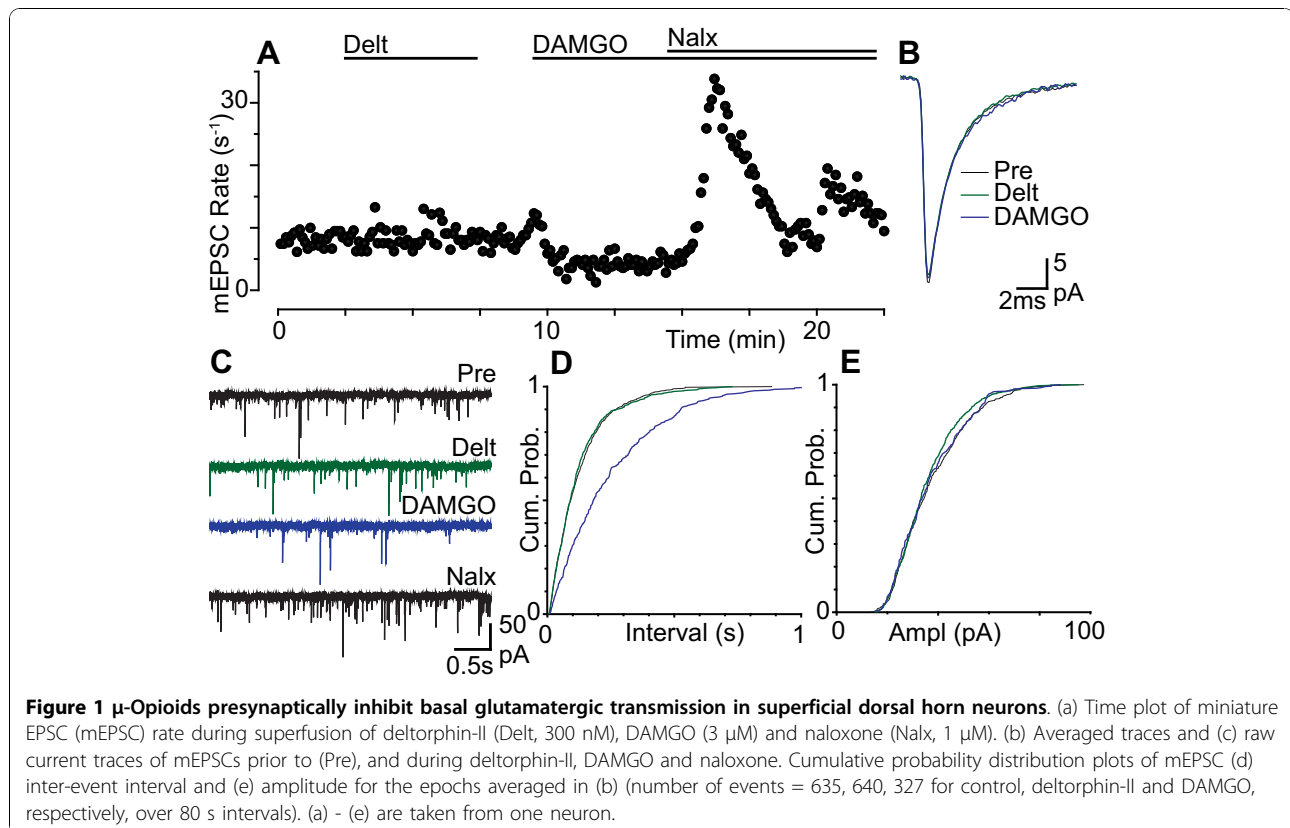 A
Delt
DAMGO
Nalx
mEPSC Rate (s⁻¹)
30
0
0
10
20
Time (min)
B
Pre
Delt
DAMGO
5
pA
2ms
C
Pre
Delt
DAMGO
Nalx
50
pA
0.5s
D
Cum. Prob.
1
0
0
Interval (s)
1
E
Cum. Prob.
1
0
0
Ampl (pA)
100
Figure 1 μ-Opioids presynaptically inhibit basal glutamatergic transmission in superficial dorsal horn neurons. (a) Time plot of miniature
EPSC (mEPSC) rate during superfusion of deltorphin-II (Delt, 300 nM), DAMGO (3 μM) and naloxone (Nalx, 1 μM). (b) Averaged traces and (c) raw
current traces of mEPSCs prior to (Pre), and during deltorphin-II, DAMGO and naloxone. Cumulative probability distribution plots of mEPSC (d)
inter-event interval and (e) amplitude for the epochs averaged in (b) (number of events = 635, 640, 327 for control, deltorphin-II and DAMGO,
respectively, over 80 s intervals). (a) - (e) are taken from one neuron.